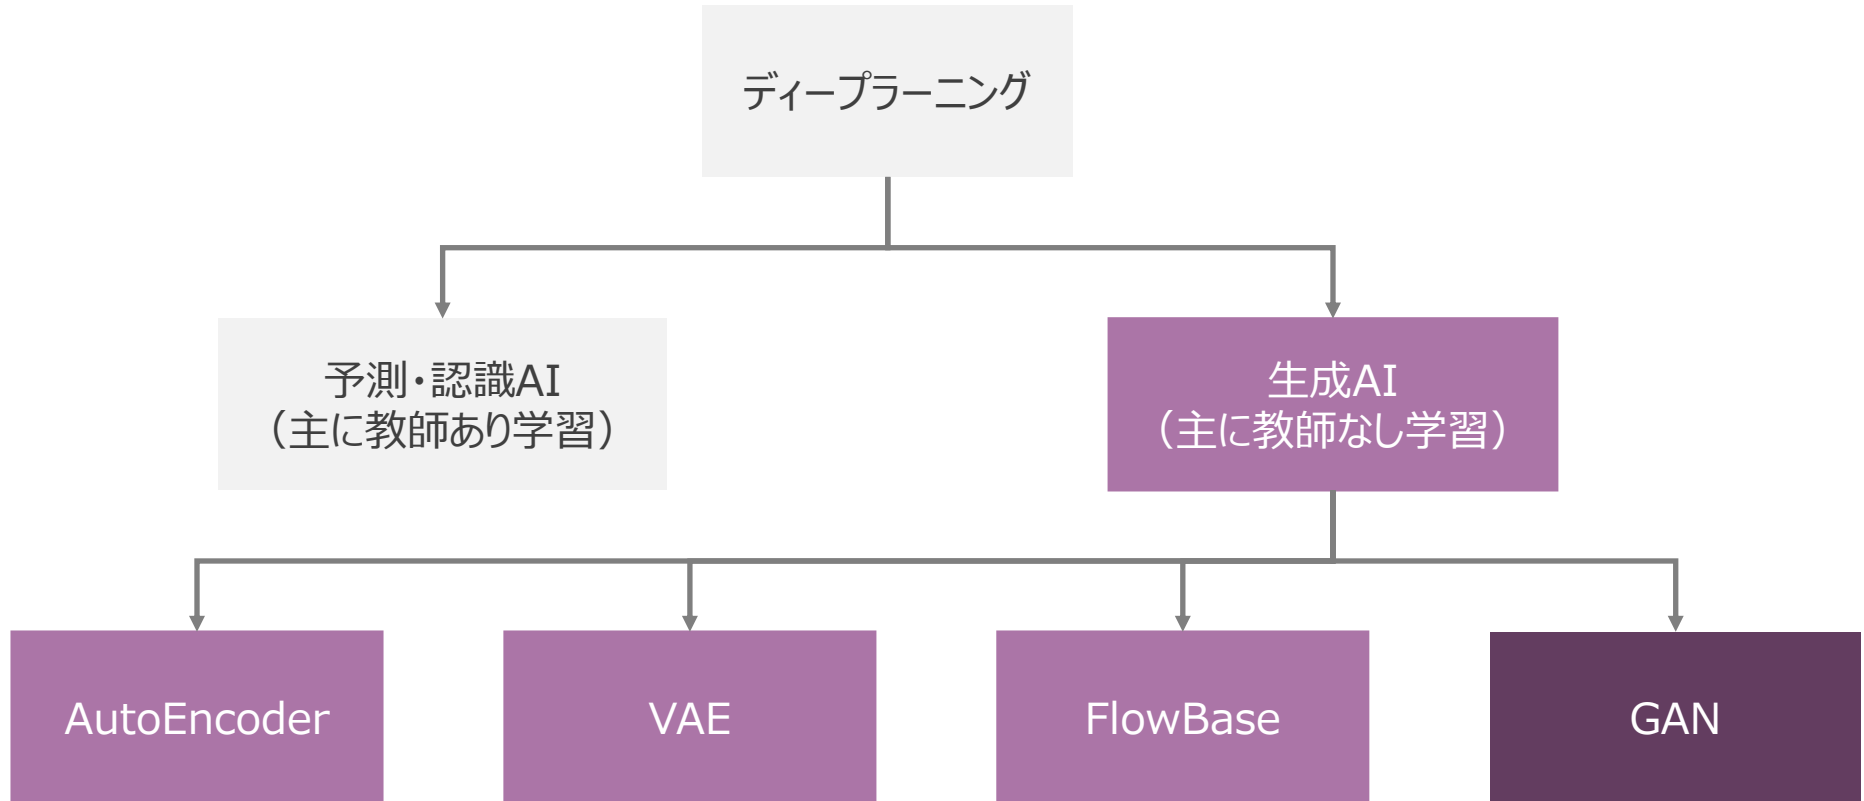 ディープラーニング
予測・認識AI
（主に教師あり学習）
生成AI
（主に教師なし学習）
AutoEncoder
VAE
FlowBase
GAN